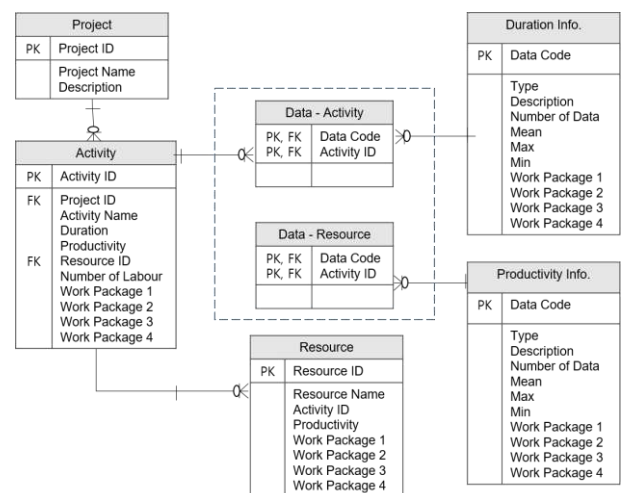 Project
PK Project ID
Project Name
Description
Activity
PK Activity ID
FK Project ID
Activity Name
Duration
Productivity
FK Resource ID
Number of Labour
Work Package 1
Work Package 2
Work Package 3
Work Package 4
Data - Activity
PK, FK Data Code
PK, FK Activity ID
Data - Resource
PK, FK Data Code
PK, FK Activity ID
Resource
PK Resource ID
Resource Name
Activity ID
Productivity
Work Package 1
Work Package 2
Work Package 3
Work Package 4
Duration Info.
PK Data Code
Type
Description
Number of Data
Mean
Max
Min
Work Package 1
Work Package 2
Work Package 3
Work Package 4
Productivity Info.
PK Data Code
Type
Description
Number of Data
Mean
Max
Min
Work Package 1
Work Package 2
Work Package 3
Work Package 4